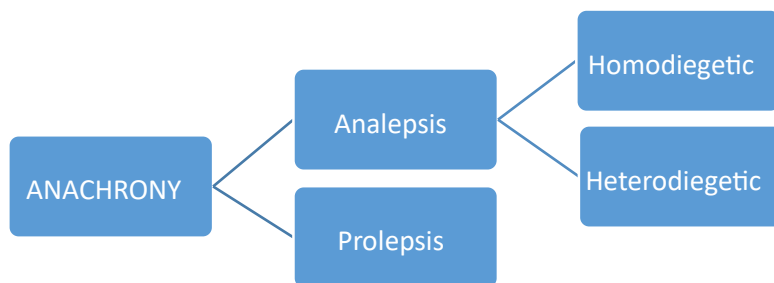 ANACHRONY
Analepsis
Prolepsis
Homodiegetic
Heterodiegetic